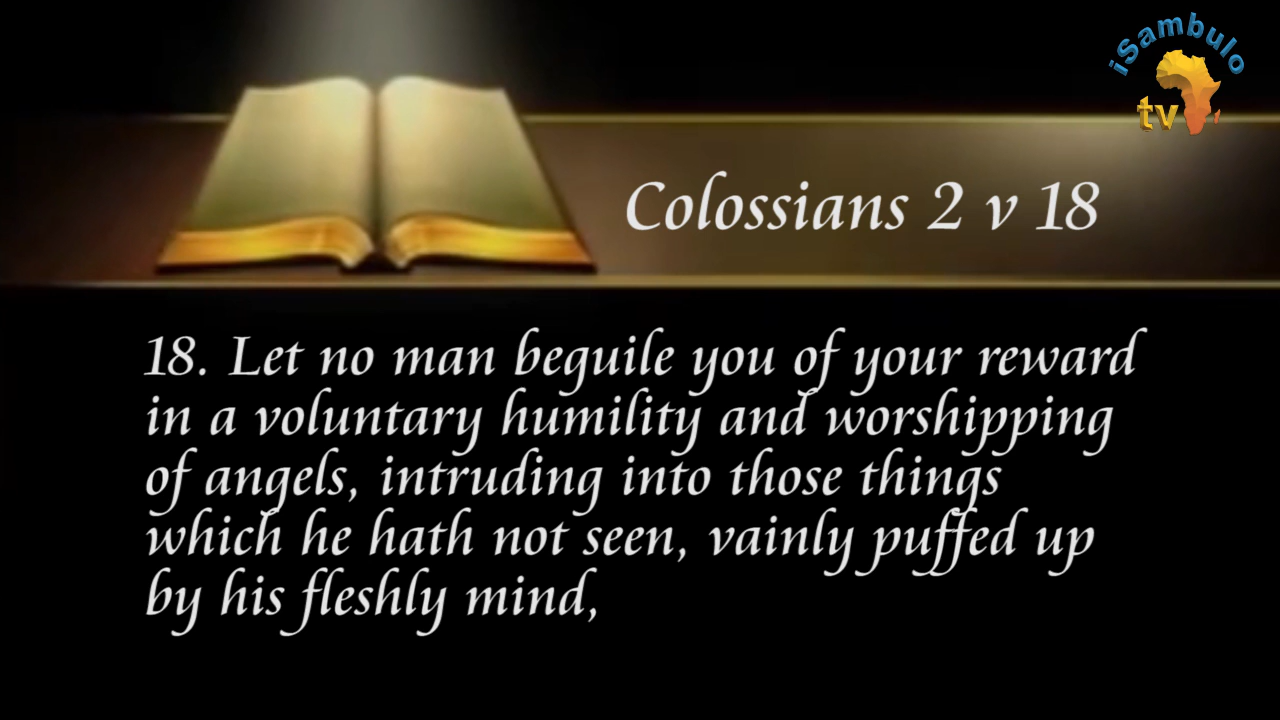 iSambulo
tv
Colossians 2 v 18
18. Let no man beguile you of your reward
in a voluntary humility and worshipping
of angels, intruding into those things
which he hath not seen, vainly puffed up
by his fleshly mind,